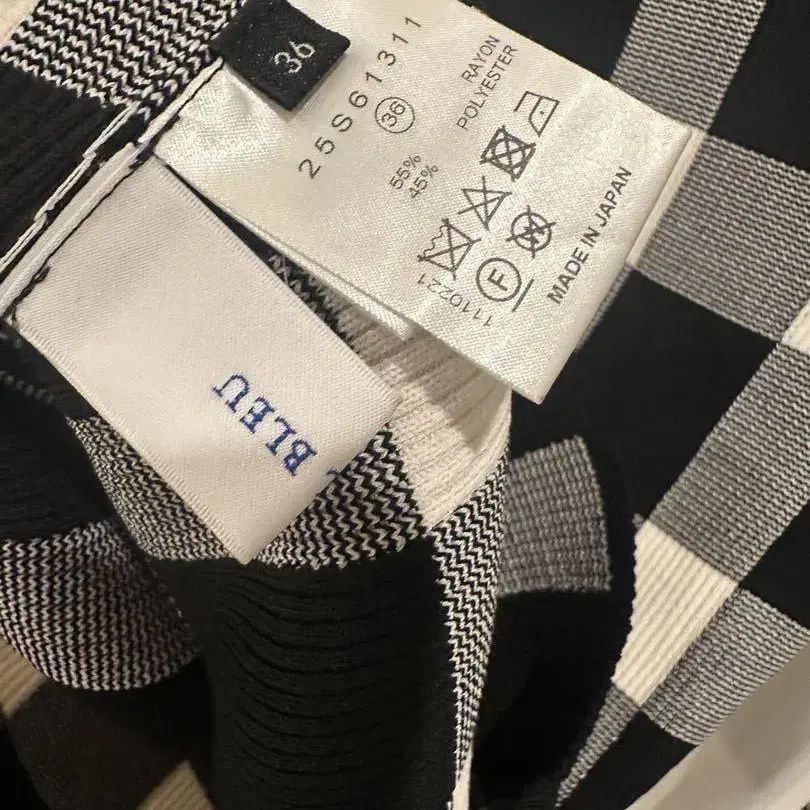 36
25S61311
36
RAYON 55%
POLYESTER 45%
F
1110221
MADE IN JAPAN
BLEU